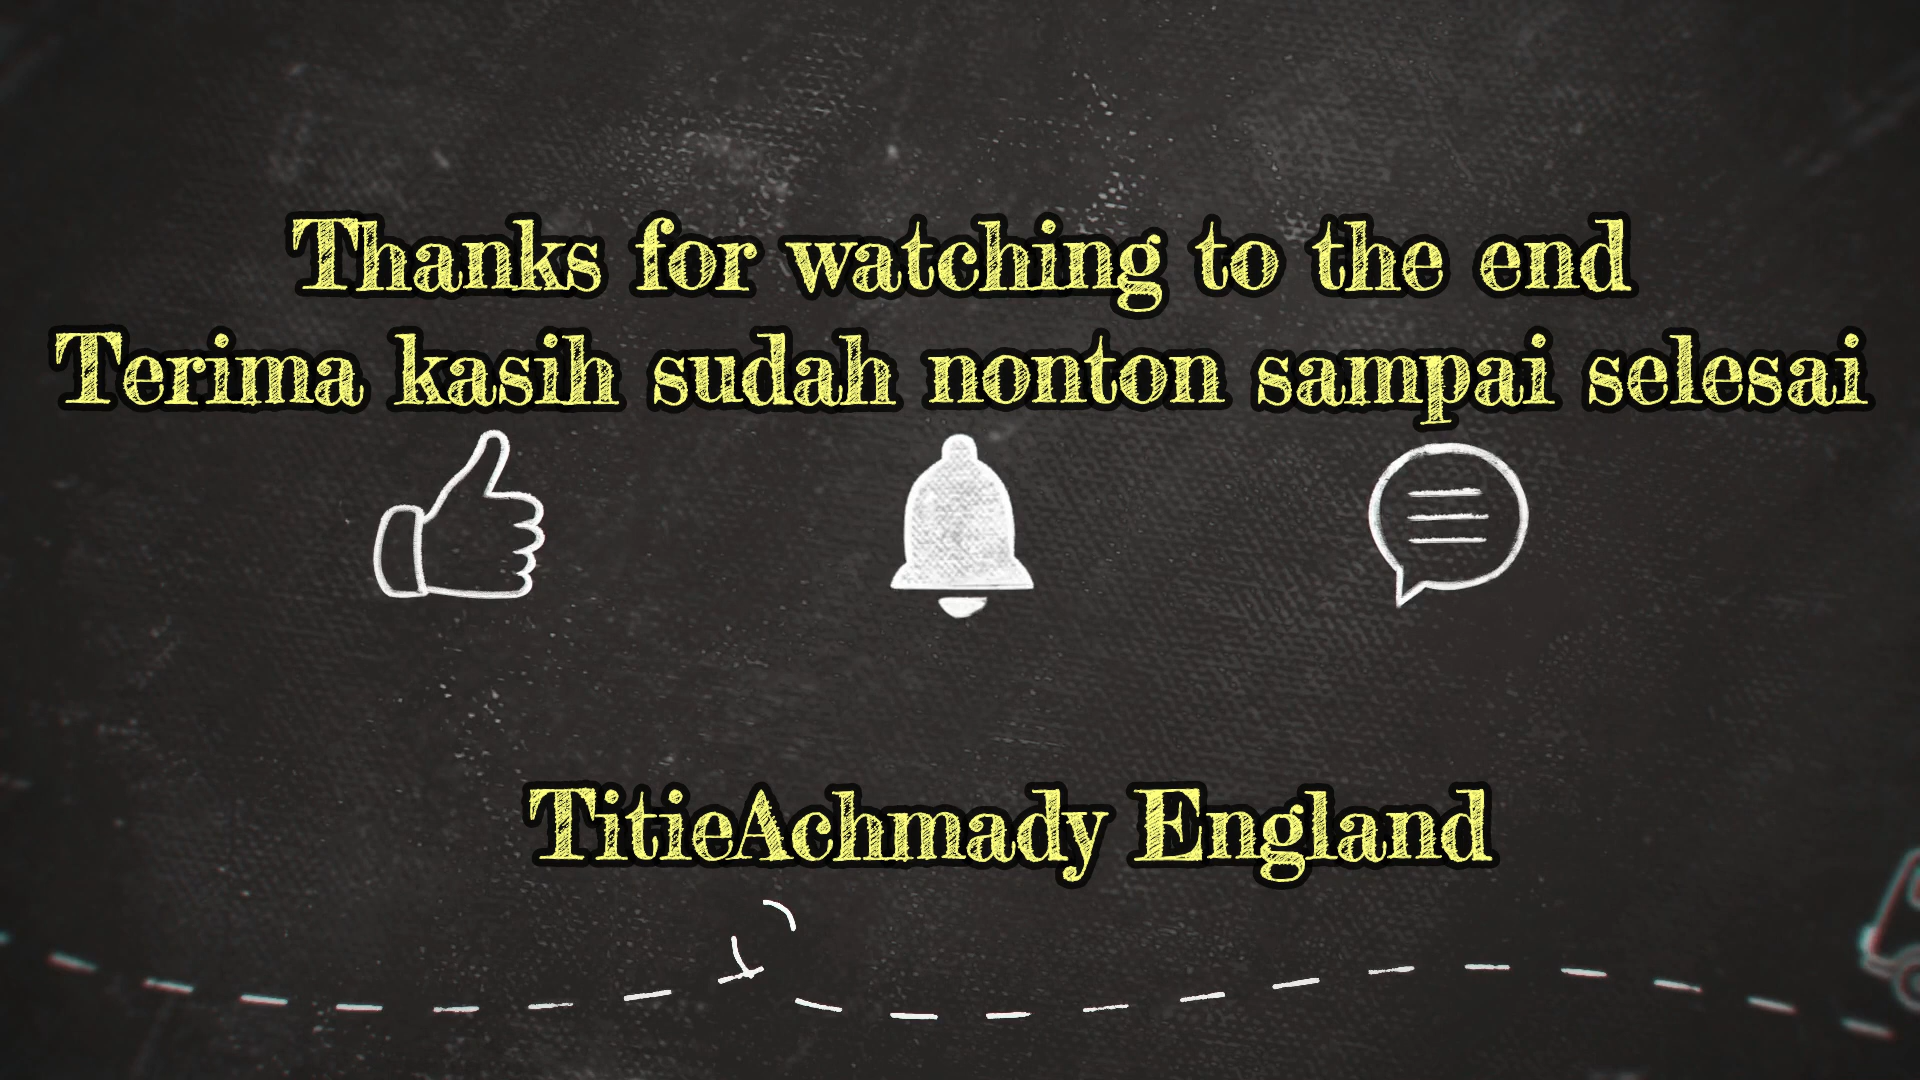 Thanks for watching to the end
Terima kasih sudah nonton sampai selesai
TitieAchmady England